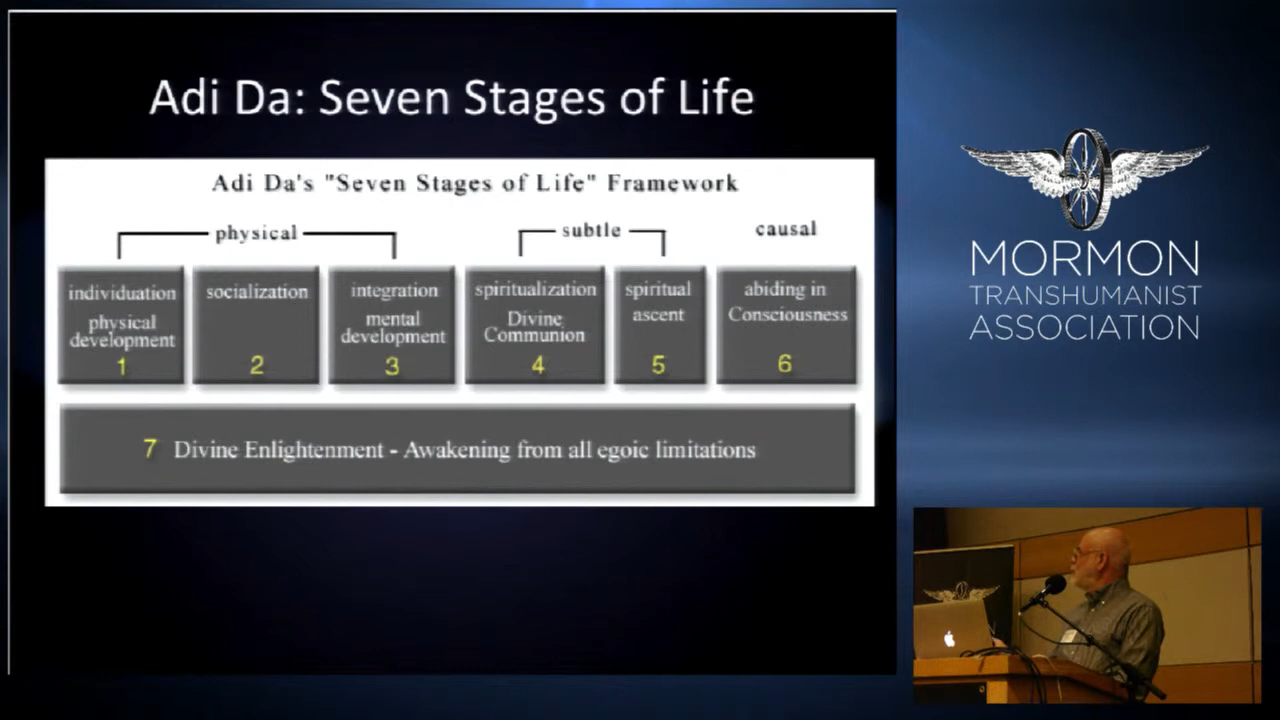 Adi Da: Seven Stages of Life
Adi Da's "Seven Stages of Life" Framework
physical
subtle
causal
individuation
physical
development
1
socialization
2
integration
mental
development
3
spiritualization
Divine
Communion
4
spiritual
ascent
5
abiding in
Consciousness
6
7 Divine Enlightenment - Awakening from all egoic limitations
MORMON
TRANSHUMANIST
ASSOCIATION